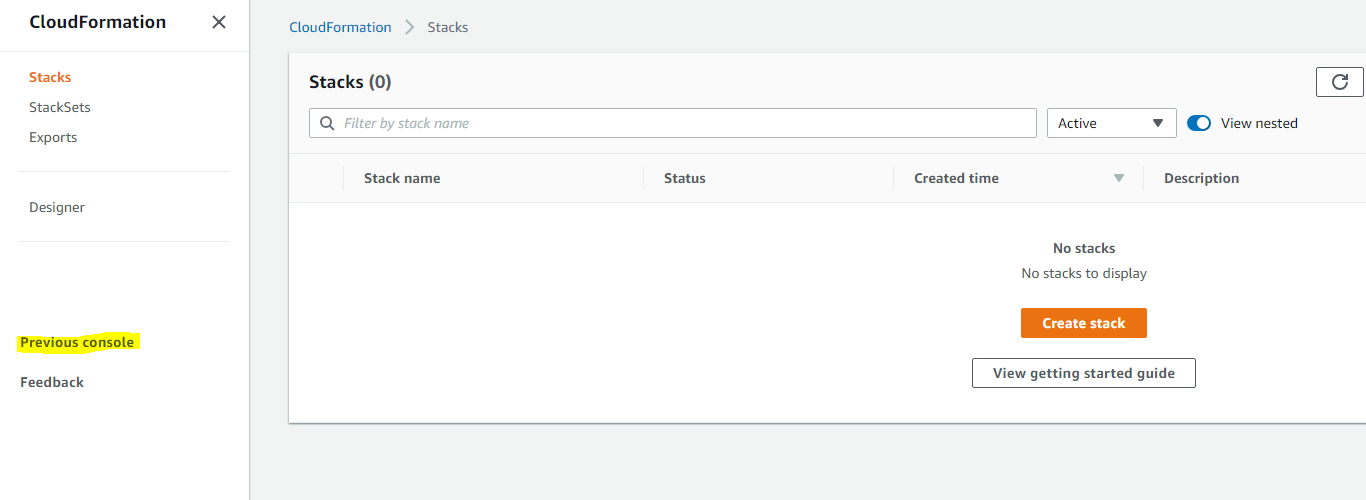 CloudFormation
Stacks
StackSets
Exports
Designer
Previous console
Feedback
CloudFormation Stacks
Stacks (0)
Filter by stack name Active View nested
Stack name Status Created time Description
No stacks
No stacks to display
Create stack
View getting started guide